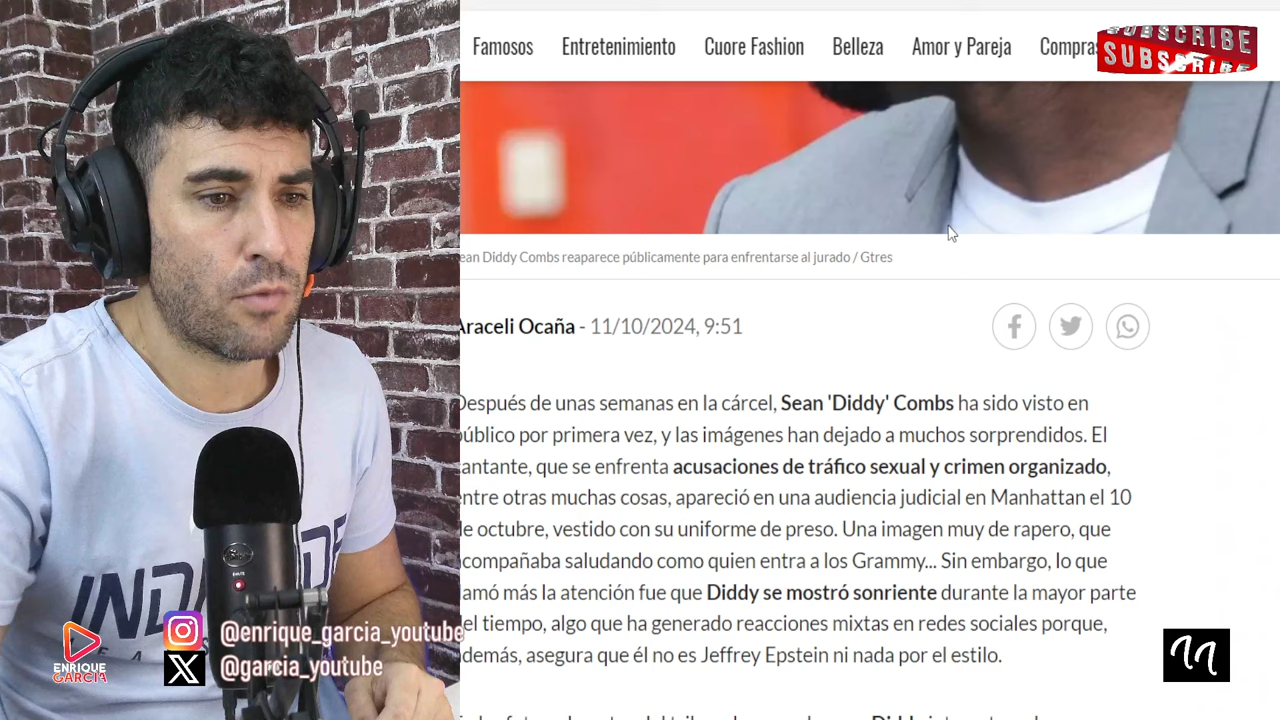 Famosos Entretenimiento Cuore Fashion Belleza Amor y Pareja Compras
SUBSCRIBE
SUBSCRIBE
ean Diddy Combs reaparece públicamente para enfrentarse al jurado / Gtres
Araceli Ocaña - 11/10/2024, 9:51
Después de unas semanas en la cárcel, Sean 'Diddy' Combs ha sido visto en
público por primera vez, y las imágenes han dejado a muchos sorprendidos. El
antante, que se enfrenta acusaciones de tráfico sexual y crimen organizado,
ntre otras muchas cosas, apareció en una audiencia judicial en Manhattan el 10
de octubre, vestido con su uniforme de preso. Una imagen muy de rapero, que
compañaba saludando como quien entra a los Grammy... Sin embargo, lo que
lamó más la atención fue que Diddy se mostró sonriente durante la mayor parte
el tiempo, algo que ha generado reacciones mixtas en redes sociales porque,
demás, asegura que él no es Jeffrey Epstein ni nada por el estilo.
ENRIQUE
GARCIA
@enrique_garcia_youtube
@garcia_youtube